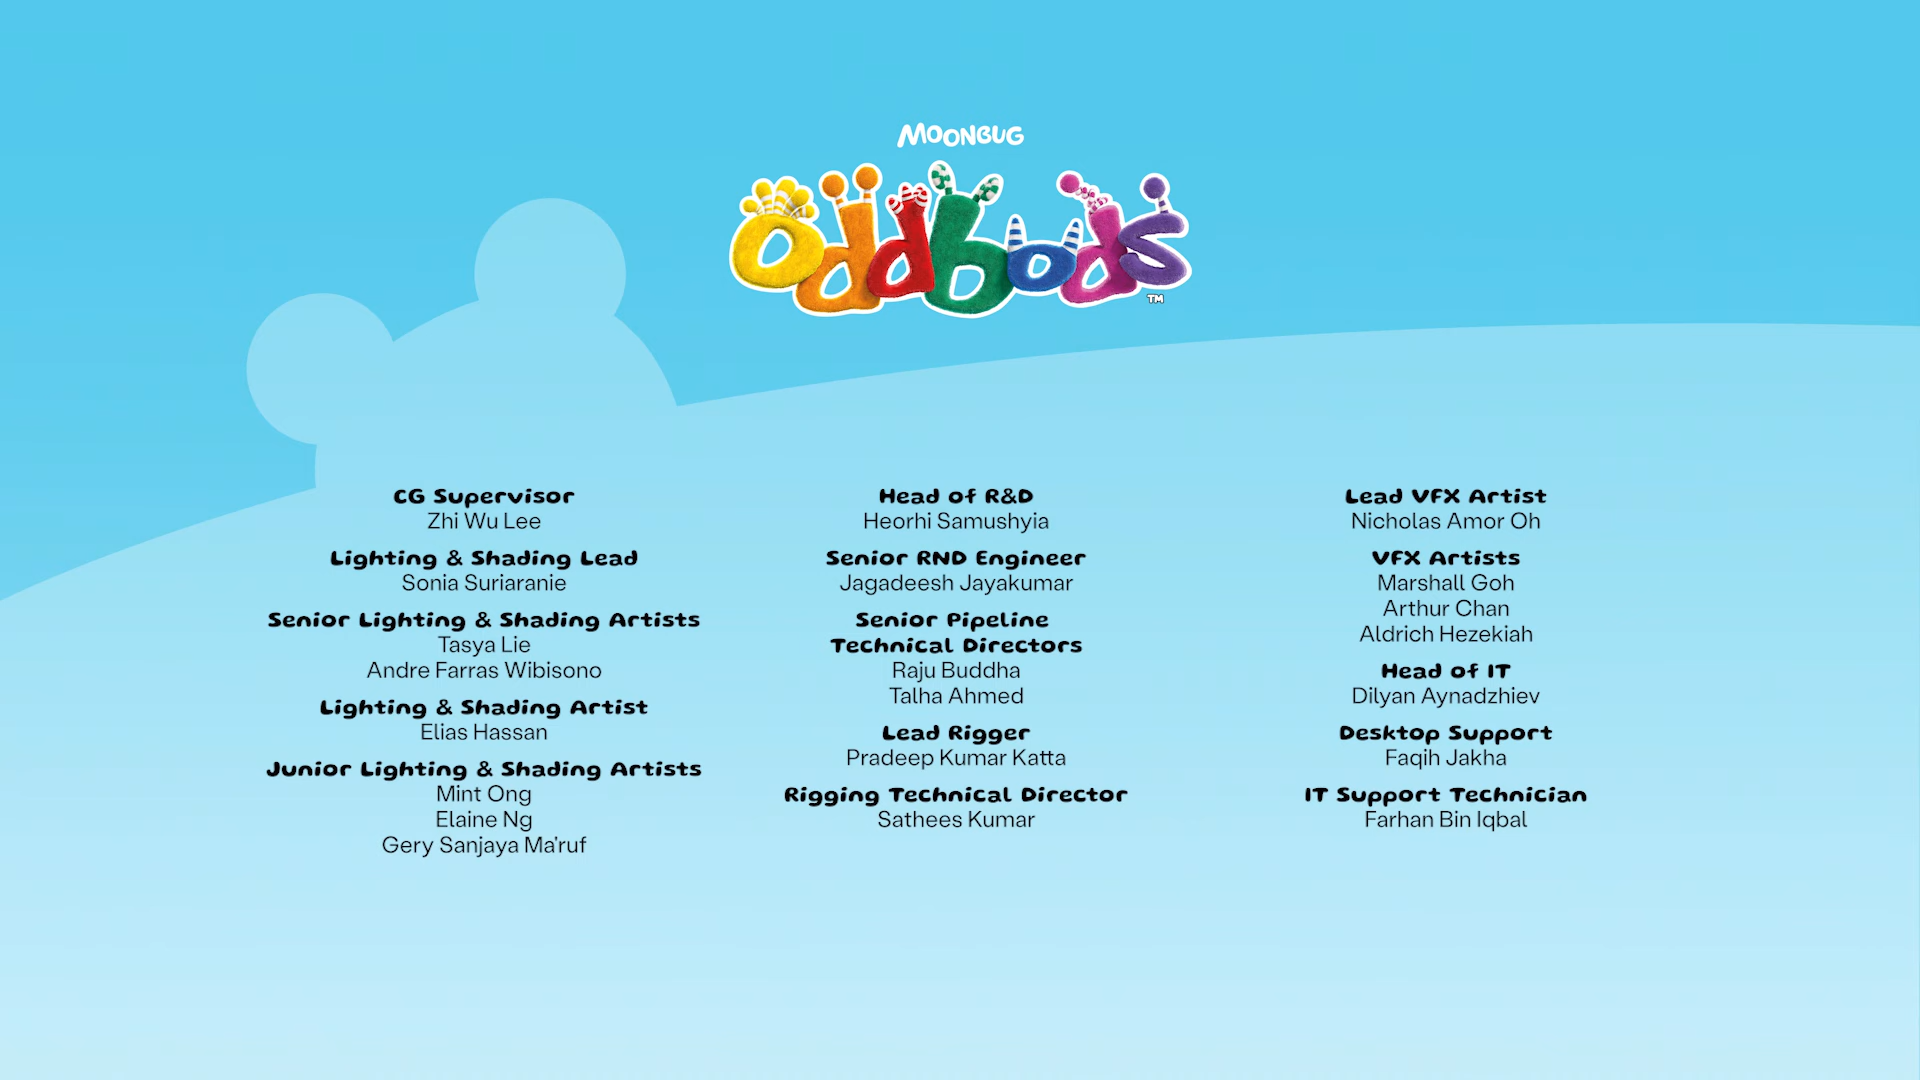 MOONBUG
oddbods
TM
CG Supervisor
Zhi Wu Lee
Lighting & Shading Lead
Sonia Suriaranie
Senior Lighting & Shading Artists
Tasya Lie
Andre Farras Wibisono
Lighting & Shading Artist
Elias Hassan
Junior Lighting & Shading Artists
Mint Ong
Elaine Ng
Gery Sanjaya Ma'ruf
Head of R&D
Heorhi Samushyia
Senior RND Engineer
Jagadeesh Jayakumar
Senior Pipeline
Technical Directors
Raju Buddha
Talha Ahmed
Lead Rigger
Pradeep Kumar Katta
Rigging Technical Director
Sathees Kumar
Lead VFX Artist
Nicholas Amor Oh
VFX Artists
Marshall Goh
Arthur Chan
Aldrich Hezekiah
Head of IT
Dilyan Aynadzhiev
Desktop Support
Faqih Jakha
IT Support Technician
Farhan Bin Iqbal